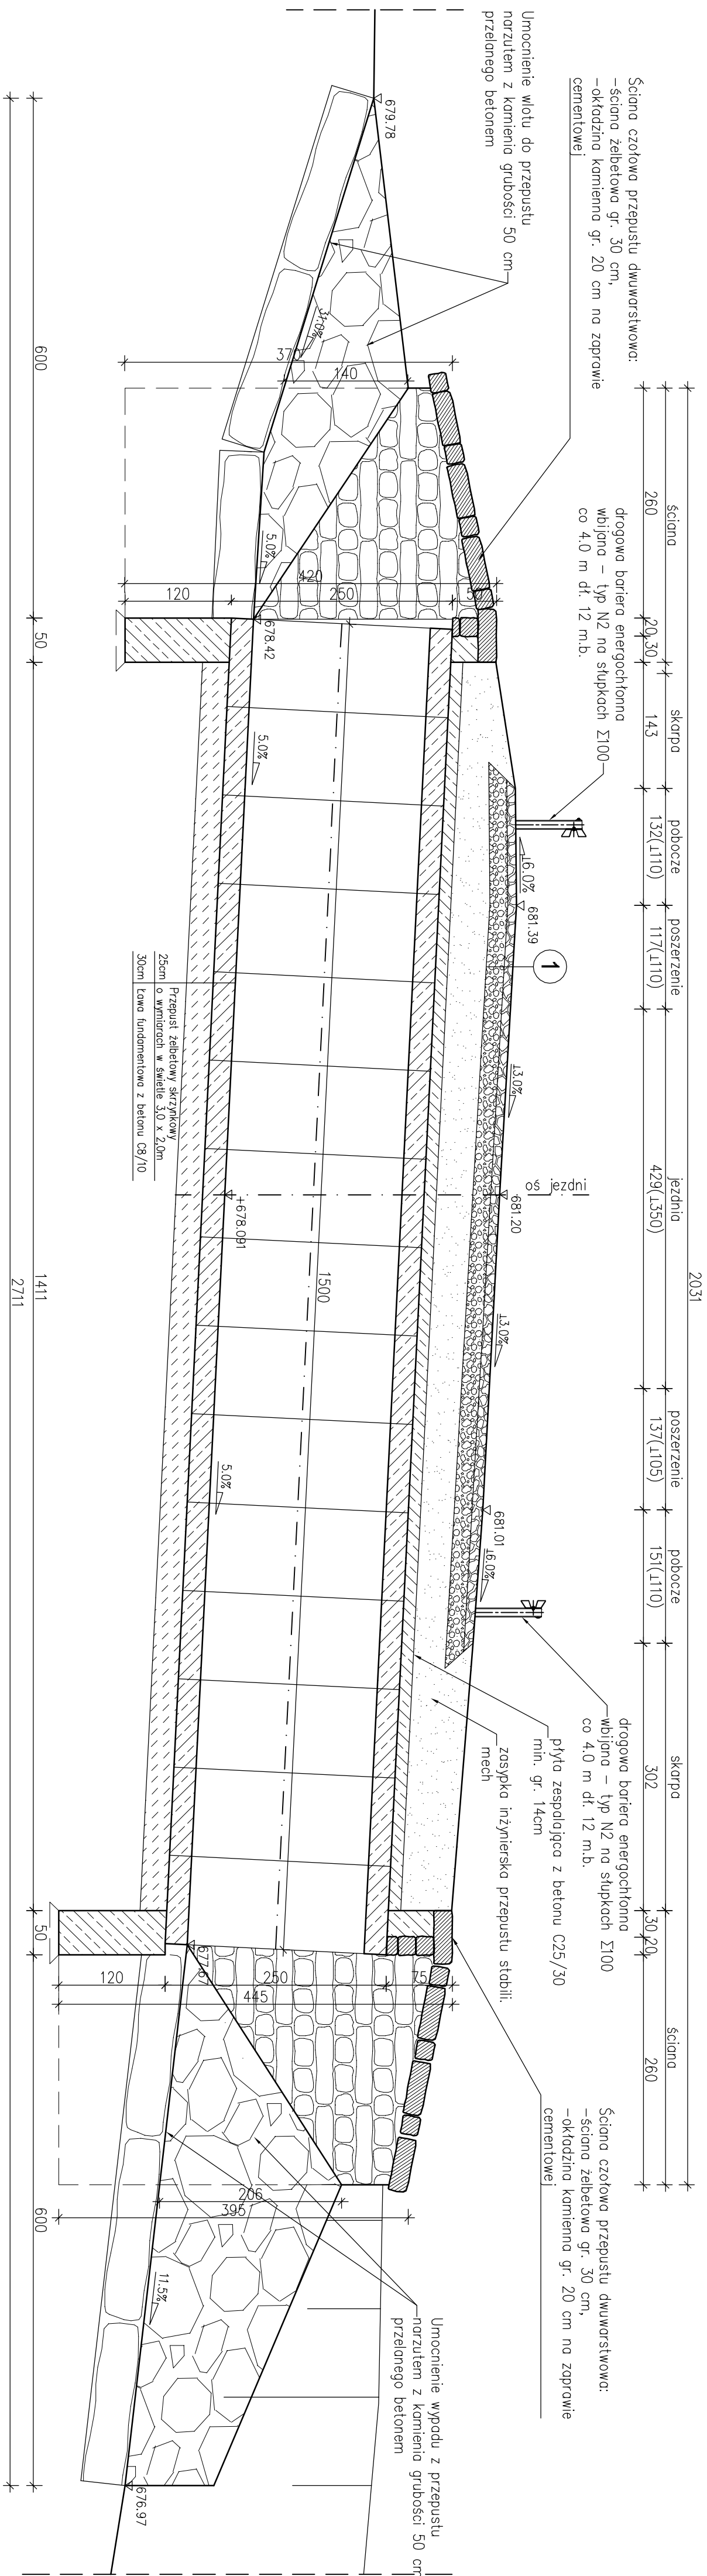 Ściana czołowa przepustu dwuwarstwowa:
-ściana żelbetowa gr. 30 cm,
-okładzina kamienna gr. 20 cm na zaprawie
cementowej
Umocnienie wlotu do przepustu
narzutem z kamienia grubości 50 cm
przelanego betonem
drogowa bariera energochłonna
wbijana - typ N2 na słupkach Σ100
co 4.0 m dł. 12 m.b.
2031
ściana
skarpa
pobocze
poszerzenie
jezdnia
poszerzenie
pobocze
skarpa
ściana
260
20
30
143
132(⊥110)
117(⊥110)
429(⊥350)
137(⊥105)
151(⊥110)
302
30
20
260
679.78
31.0%
370
140
5.0%
420
120
250
50
678.42
5.0%
⊥6.0%
681.39
1
⊥3.0%
oś jezdni
681.20
⊥3.0%
681.01
⊥6.0%
+678.091
1500
5.0%
Przepust żelbetowy skrzynkowy
25cm o wymiarach w świetle 3,0 x 2,0m
30cm Ława fundamentowa z betonu C8/10
drogowa bariera energochłonna
wbijana - typ N2 na słupkach Σ100
co 4.0 m dł. 12 m.b.
płyta zespalająca z betonu C25/30
min. gr. 14cm
zasypka inżynierska przepustu stabili.
mech
Ściana czołowa przepustu dwuwarstwowa:
-ściana żelbetowa gr. 30 cm,
-okładzina kamienna gr. 20 cm na zaprawie
cementowej
677.67
120
250
75
445
206
395
11.5%
Umocnienie wypadu z przepustu
narzutem z kamienia grubości 50 cm
przelanego betonem
676.97
600
50
1411
50
600
2711